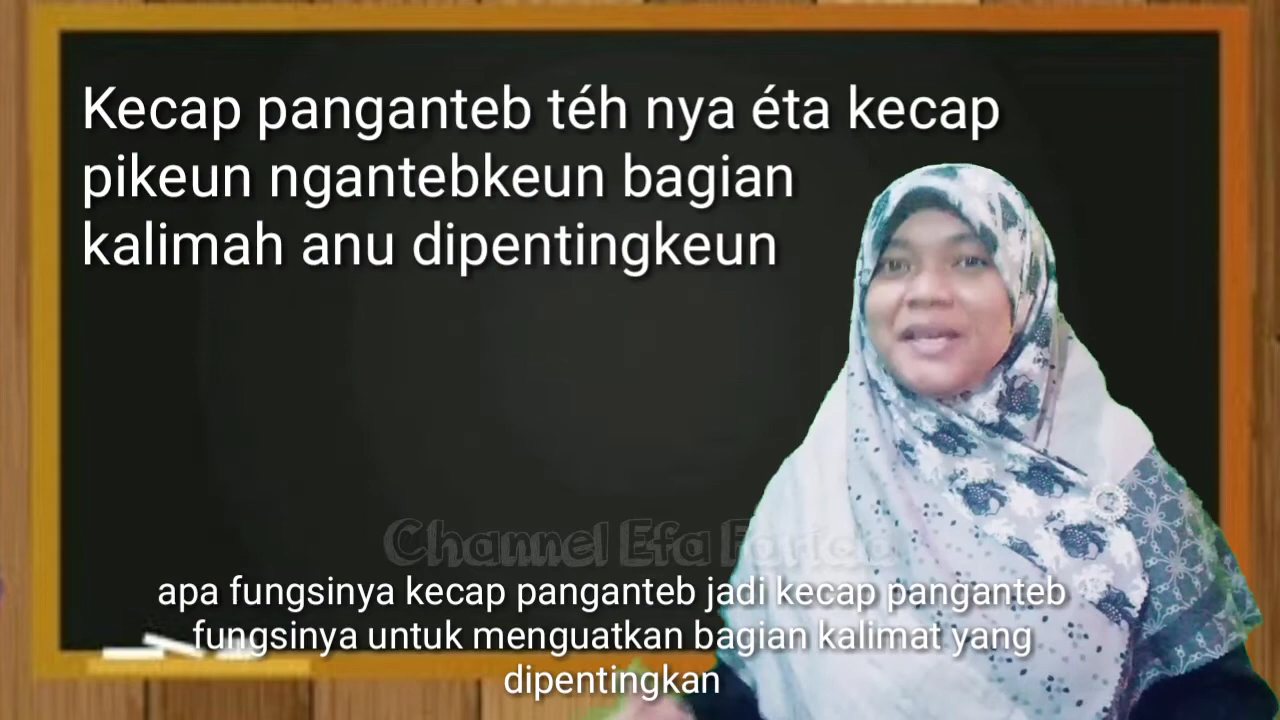 Kecap panganteb téh nya éta kecap
pikeun ngantebkeun bagian
kalimah anu dipentingkeun
Channel Efa Farida
apa fungsinya kecap panganteb jadi kecap panganteb
fungsinya untuk menguatkan bagian kalimat yang
dipentingkan